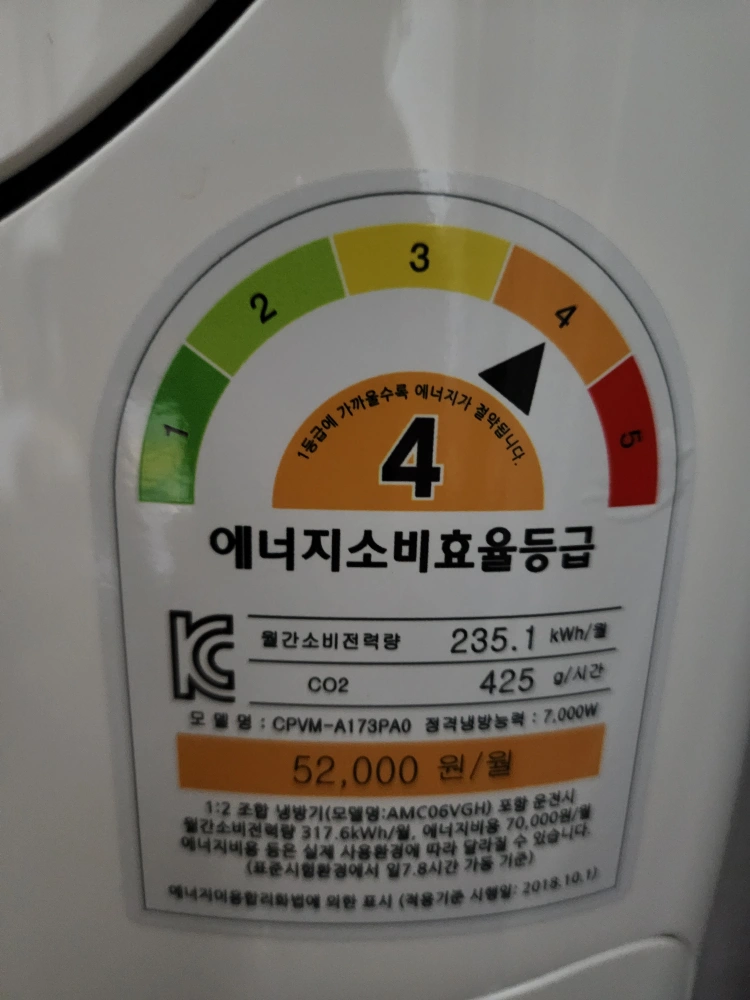 1
2
3
4
5
1등급에 가까울수록 에너지가 절약됩니다.
4
에너지소비효율등급
월간소비전력량 235.1 kWh/월
CO2 425 g/시간
모 델 명 : CPVM-A173PA0 정격냉방능력 : 7,000W
52,000 원/월
1:2 조합 냉방기(모델명:AMC06VGH) 포함 운전시
월간소비전력량 317.6kWh/월, 에너지비용 70,000원/월
에너지비용 등은 실제 사용환경에 따라 달라질 수 있습니다.
(표준시험환경에서 일7.8시간 가동 기준)
에너지이용합리화법에 의한 표시 (적용기준 시행일: 2018.10.1)